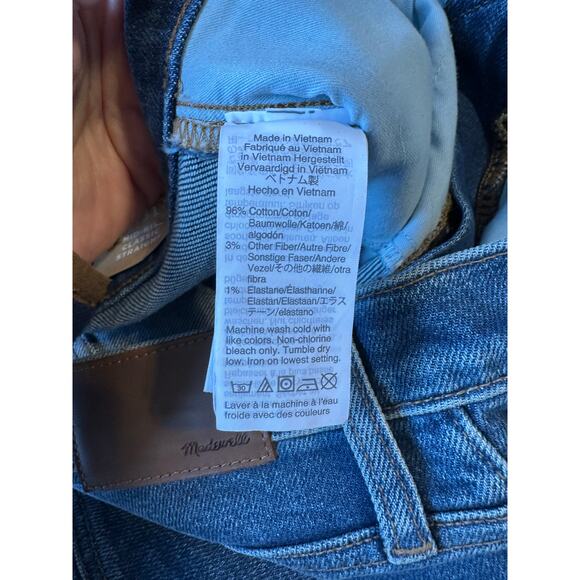 Made in Vietnam
Fabriqué au Vietnam
in Vietnam Hergestellt
Vervaardigd in Viëtnam
ベトナム製
Hecho en Vietnam
96% Cotton/Coton/
Baumwolle/Katoen/綿/
algodón
3% Other Fiber/Autre Fibre/
Sonstige Faser/Andere
Vezel/その他の繊維/otra
fibra
1% Elastane/Élasthanne/
Elastan/Elastaan/エラス
テーン/elastano
Machine wash cold with
like colors. Non-chlorine
bleach only. Tumble dry
low. Iron on lowest setting.
30
Laver à la machine à l'eau
froide avec des couleurs
Madewell